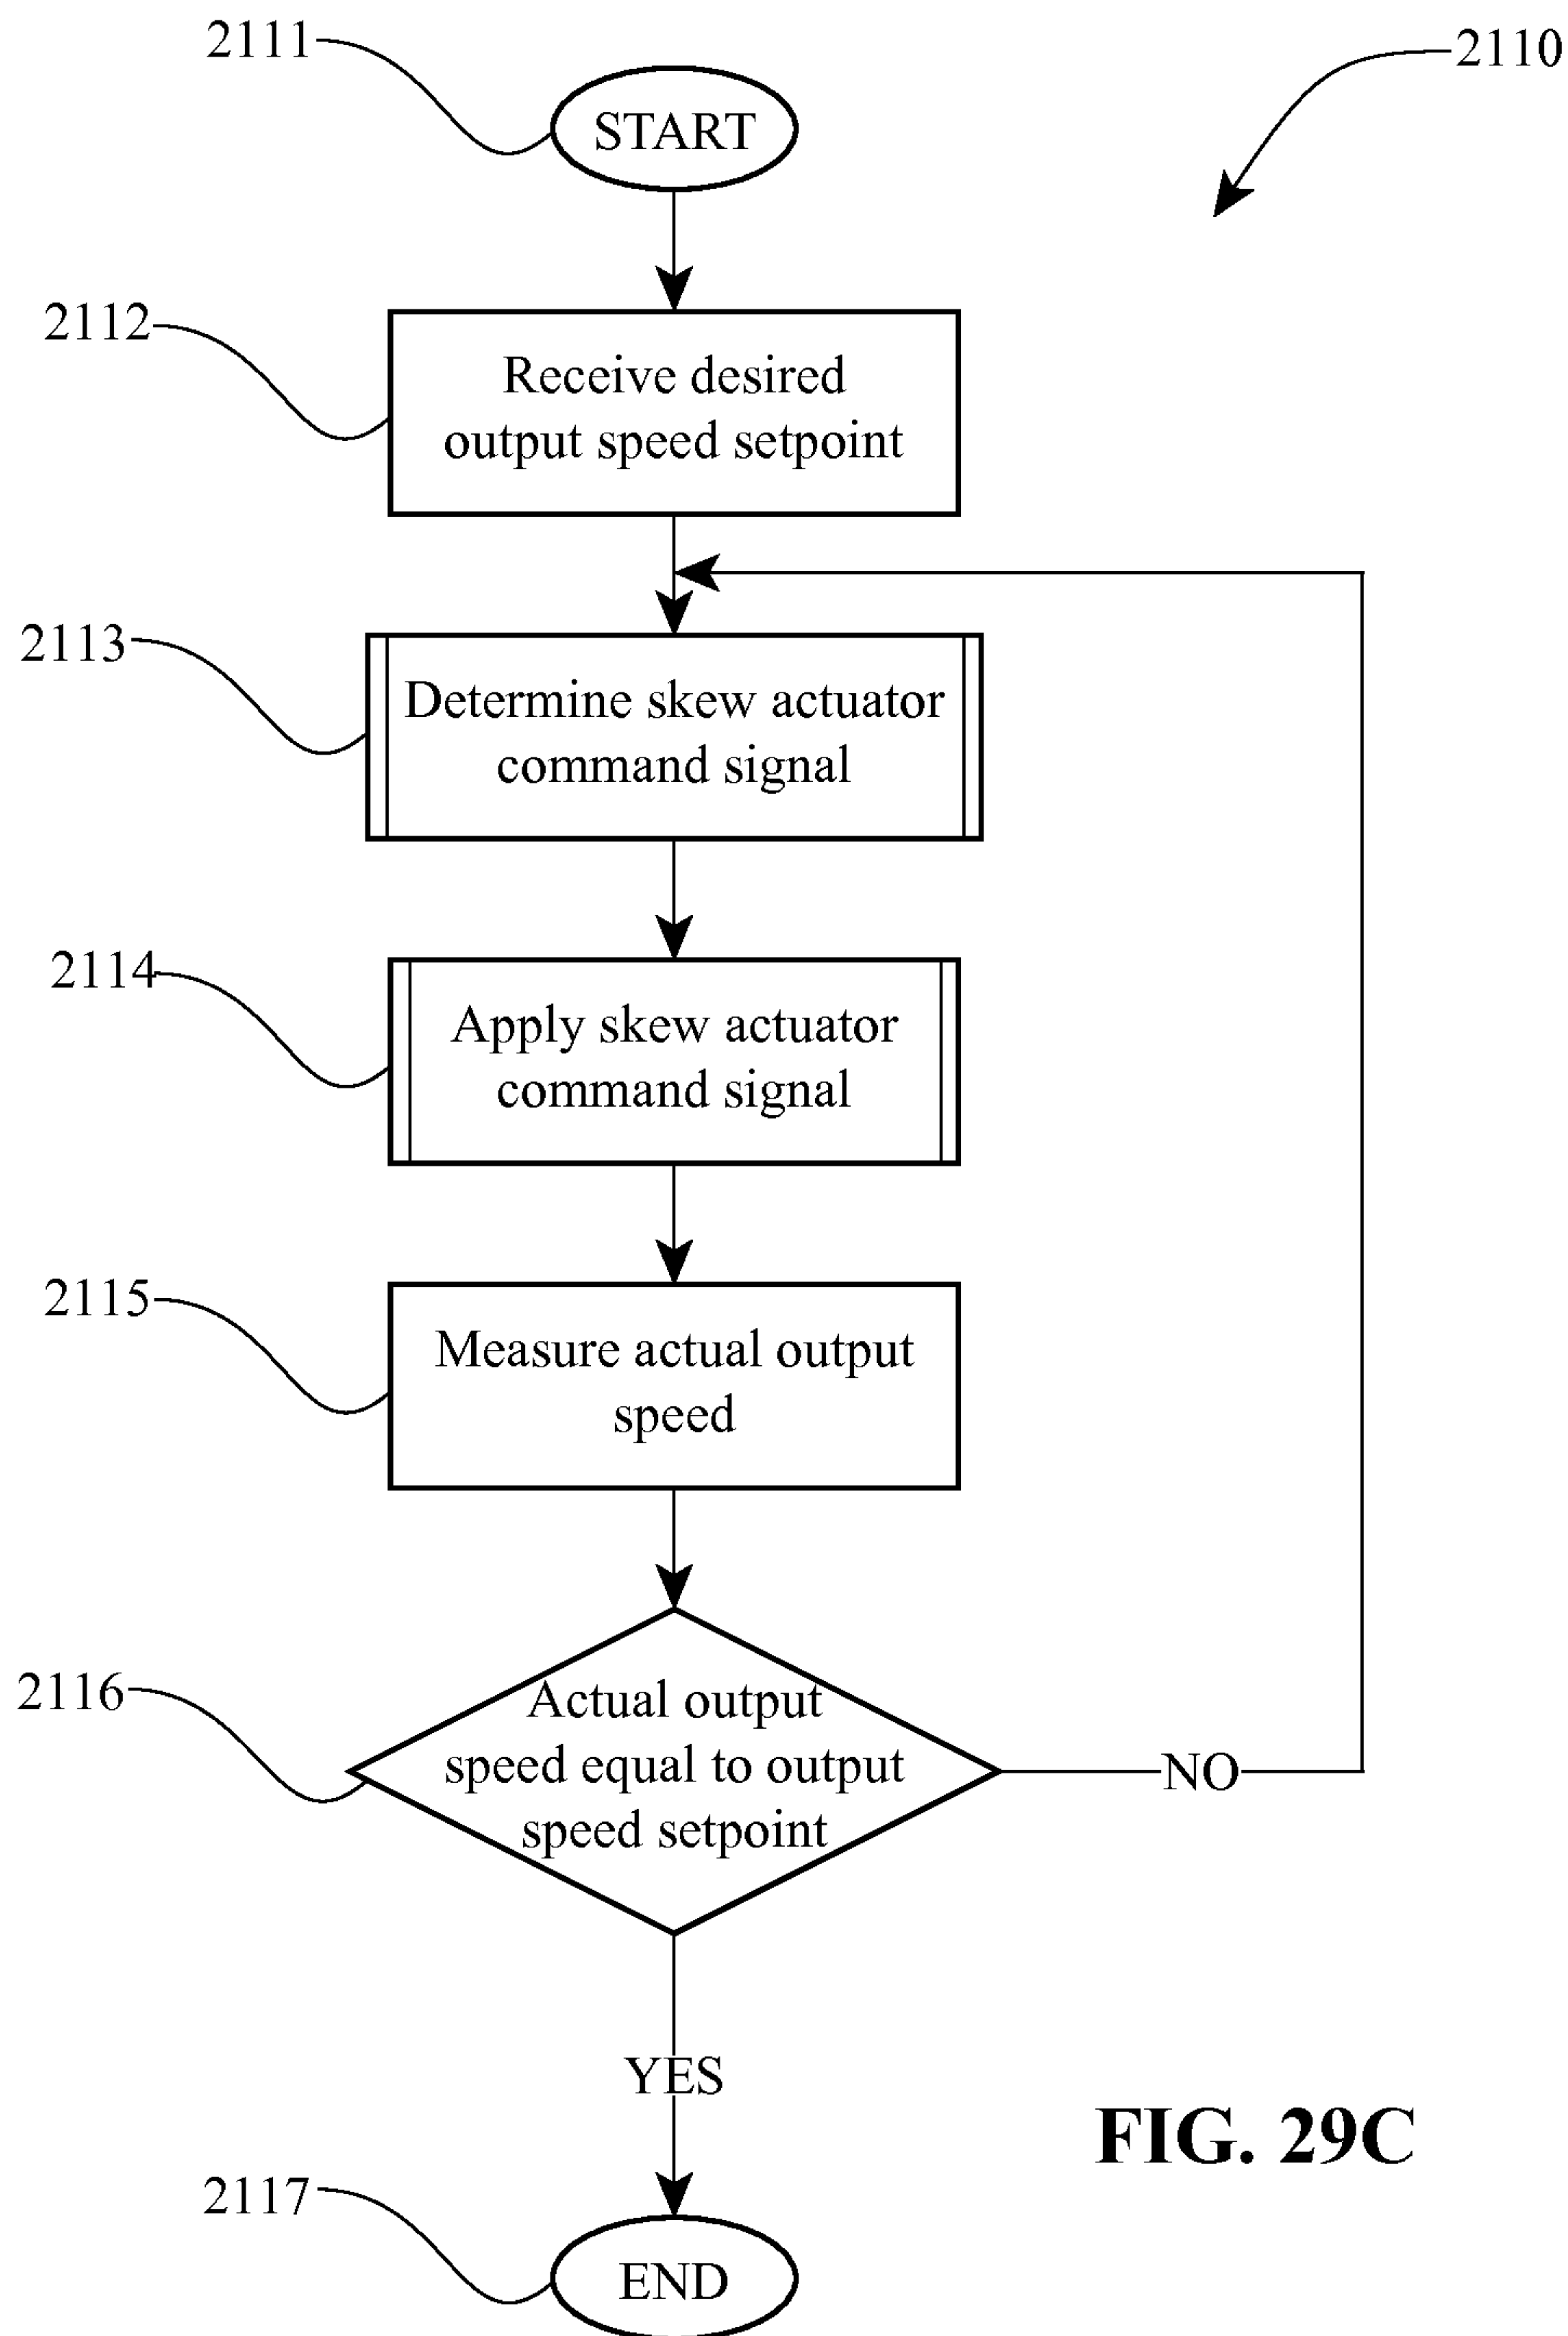 2111
2110
START
2112
Receive desired
output speed setpoint
2113
Determine skew actuator
command signal
2114
Apply skew actuator
command signal
2115
Measure actual output
speed
2116
Actual output
speed equal to output
speed setpoint
NO
YES
FIG. 29C
2117
END